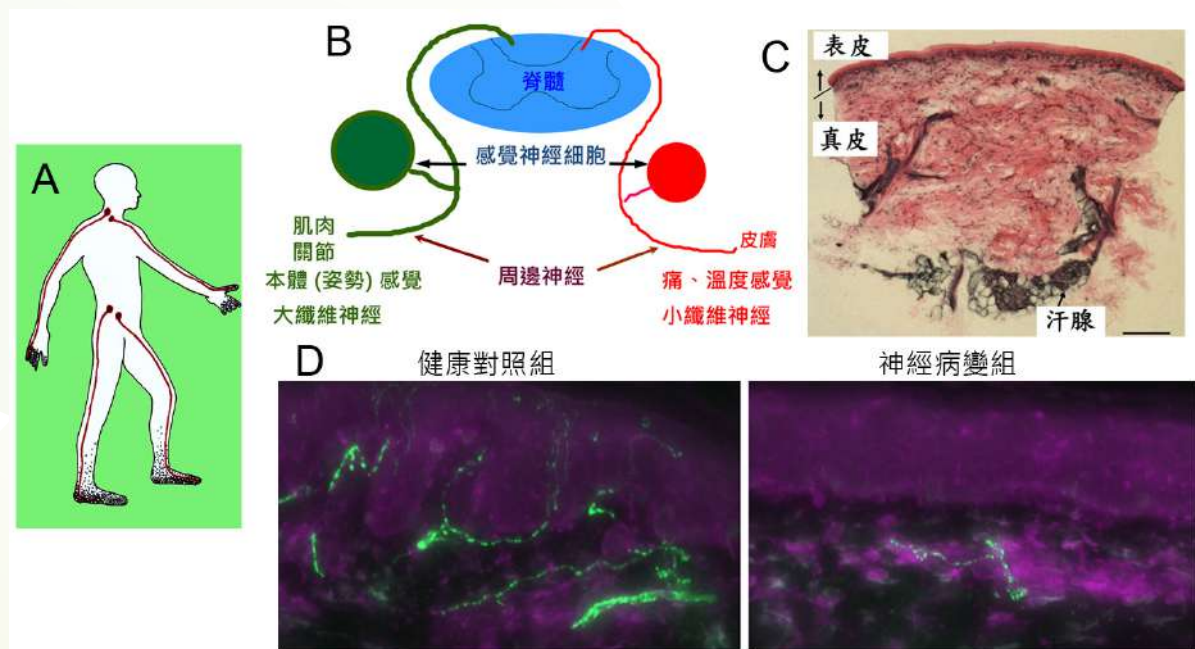 A
B
脊髓
感覺神經細胞
肌肉
關節
本體 (姿勢) 感覺
大纖維神經
周邊神經
皮膚
痛、溫度感覺
小纖維神經
C
表皮
真皮
汗腺
D
健康對照組
神經病變組